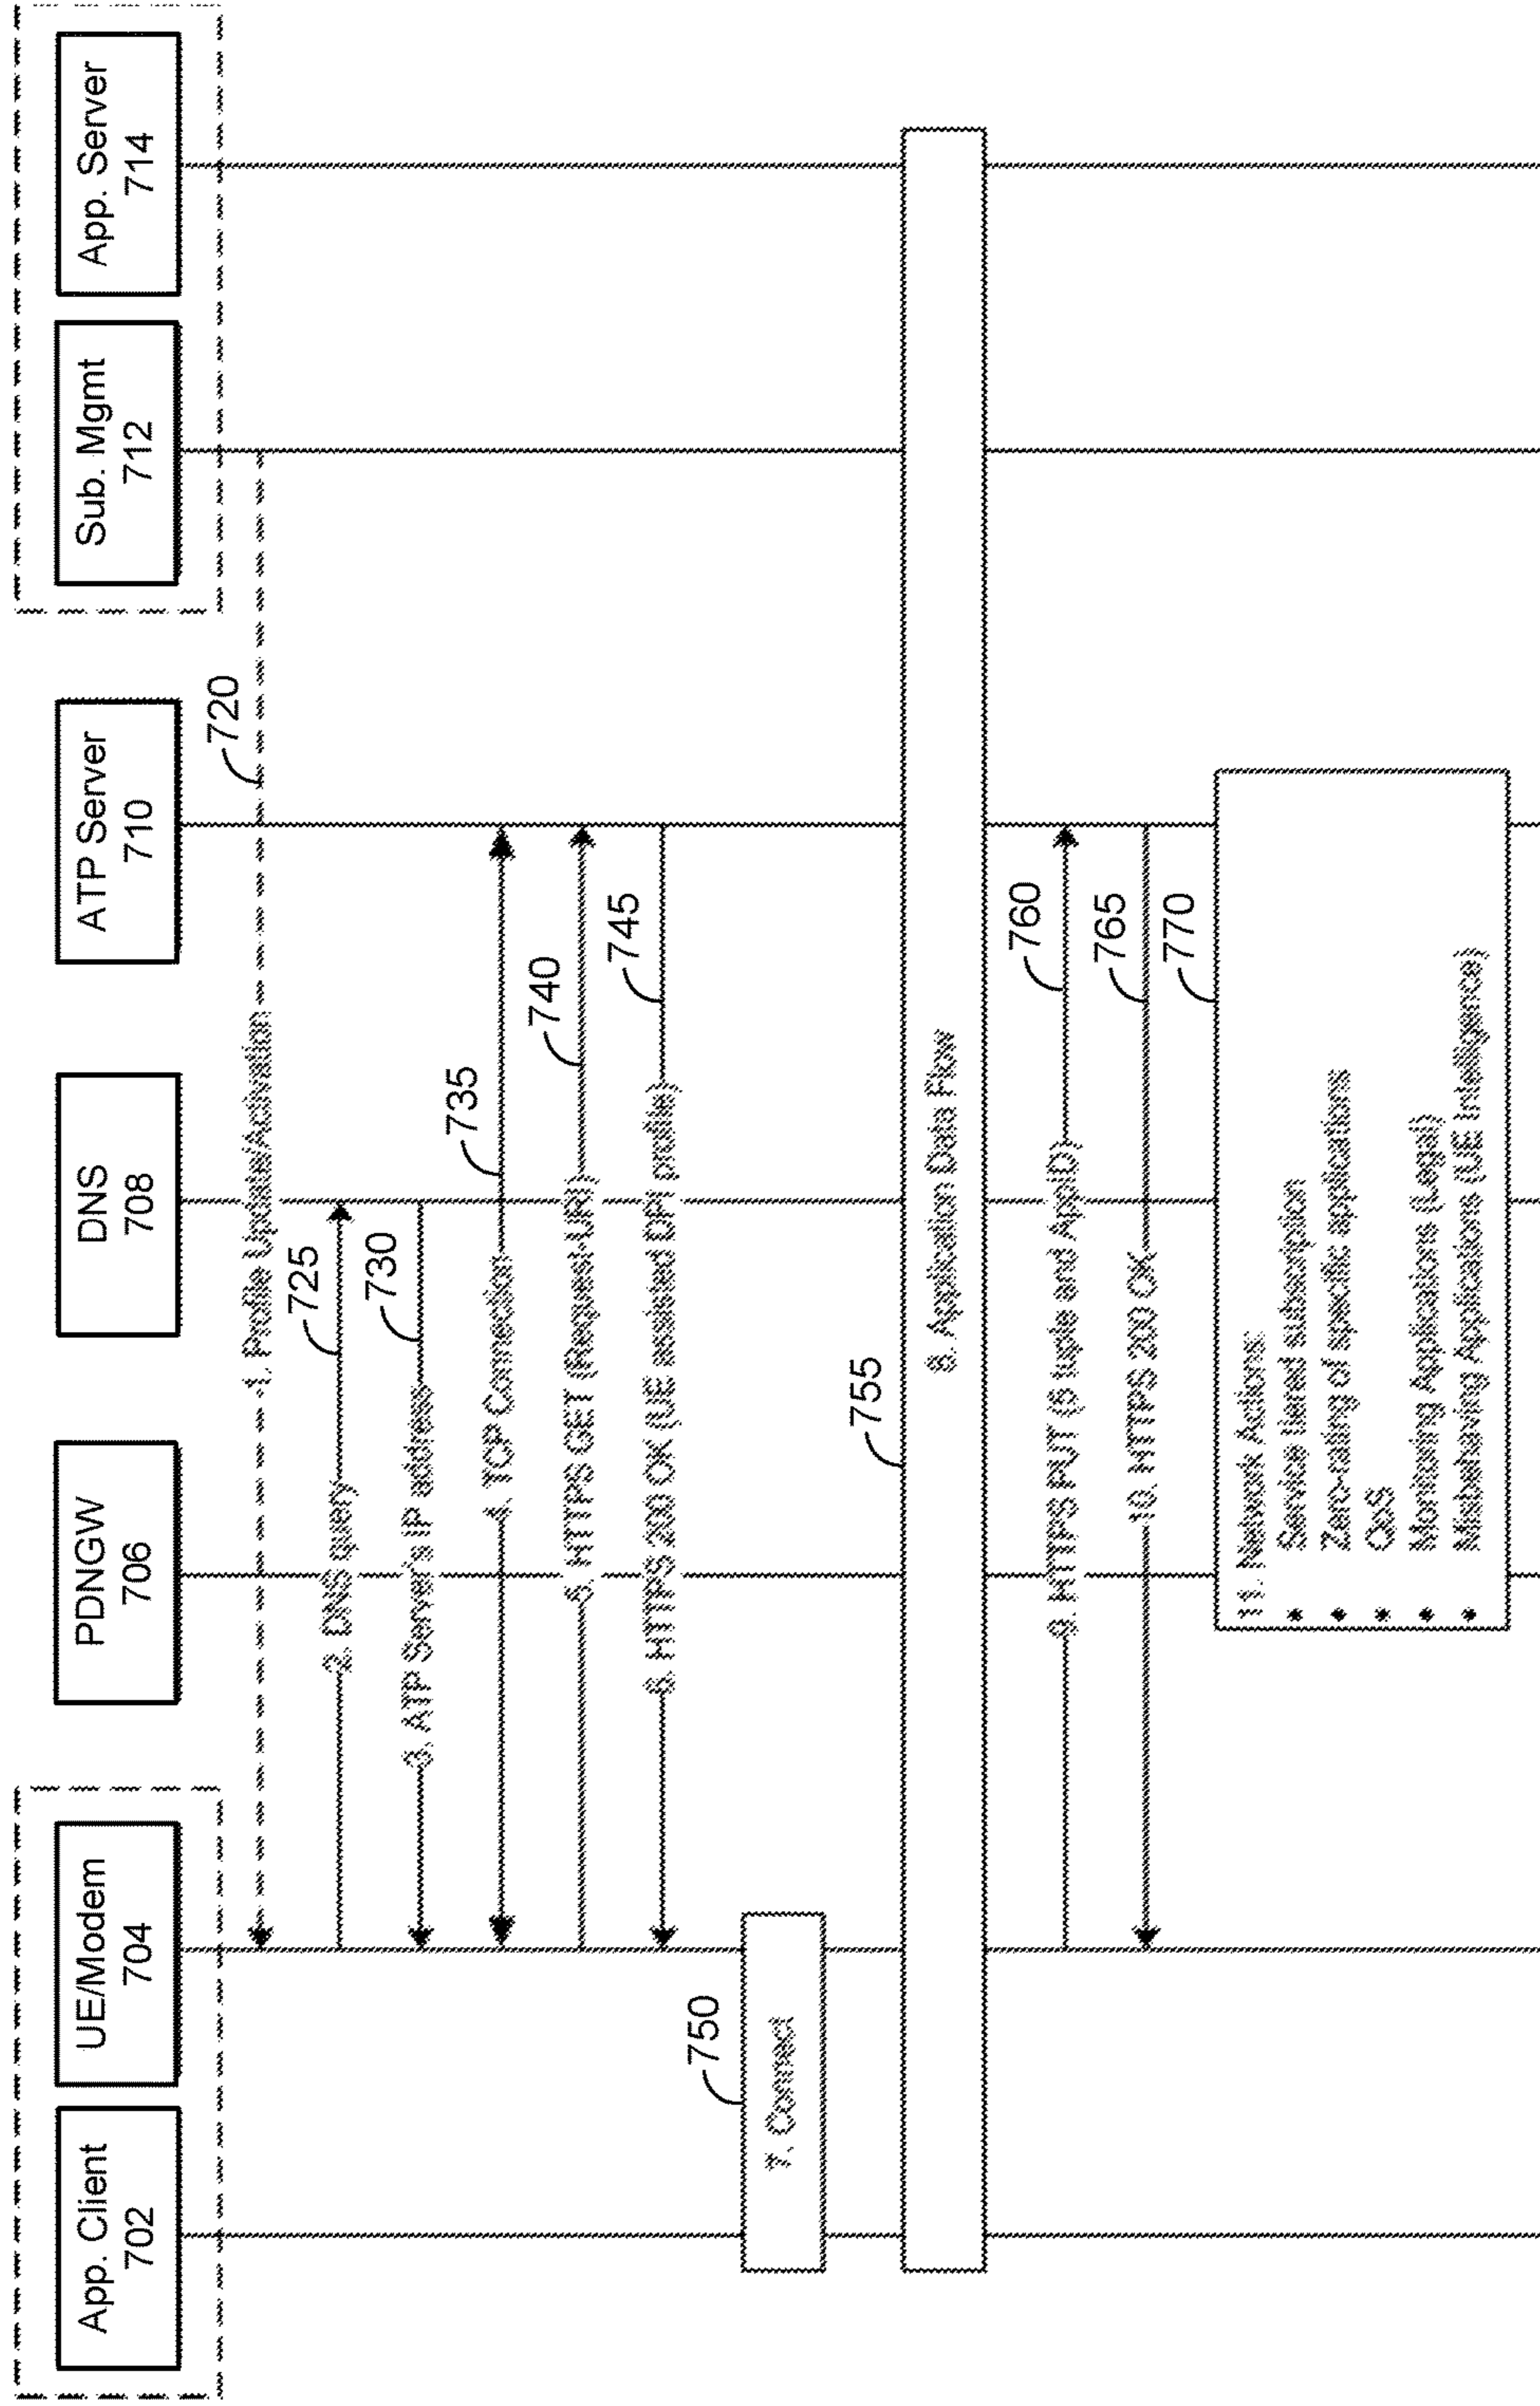 App. Client
702
UE/Modem
704
PDNGW
706
DNS
708
ATP Server
710
Sub. Mgmt
712
App. Server
714
1. Profile Update/Activation
720
2. DNS query
725
3. ATP Server's IP address
730
4. TCP Connection
735
5. HTTPS GET (Request-URI)
740
6. HTTPS 200 OK (UE assisted DPI profile)
745
7. Connect
750
8. Application Data Flow
755
9. HTTPS PUT (5 tuple and AppID)
760
10. HTTPS 200 OK
765
770
11. Network Actions:
• Service tiered subscription
• Zero-rating of specific applications
• QoS
• Monitoring Applications (Legal)
• Misbehaving Applications (UE Intelligence)